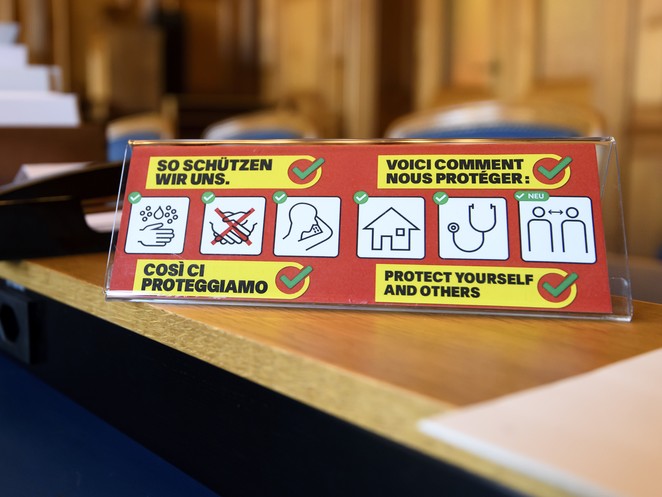 SO SCHÜTZEN
WIR UNS.
VOICI COMMENT
NOUS PROTÉGER:
NEU
COSÌ CI
PROTEGGIAMO
PROTECT YOURSELF
AND OTHERS